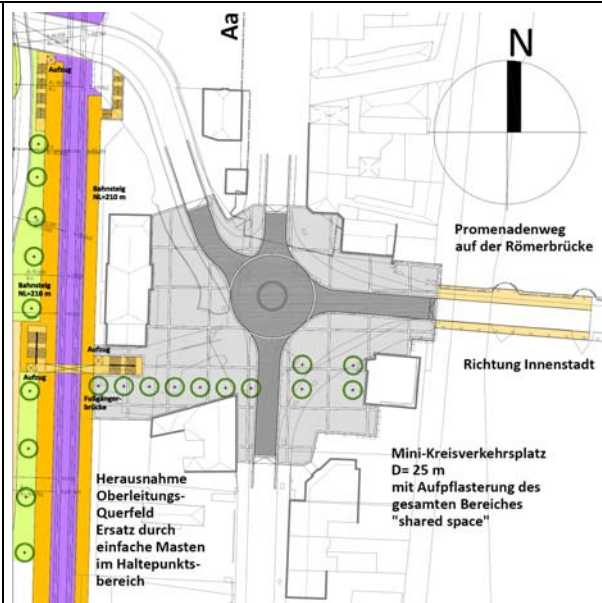 Aa
N
Aufzug
Bahnsteig
NL=210 m
Promenadenweg
auf der Römerbrücke
Bahnsteig
NL=210 m
Richtung Innenstadt
Aufzug
Aufzug
Fußgänger-
brücke
Mini-Kreisverkehrsplatz
D= 25 m
mit Aufpflasterung des
gesamten Bereiches
"shared space"
Herausnahme
Oberleitungs-
Querfeld
Ersatz durch
einfache Masten
im Haltepunkts-
bereich